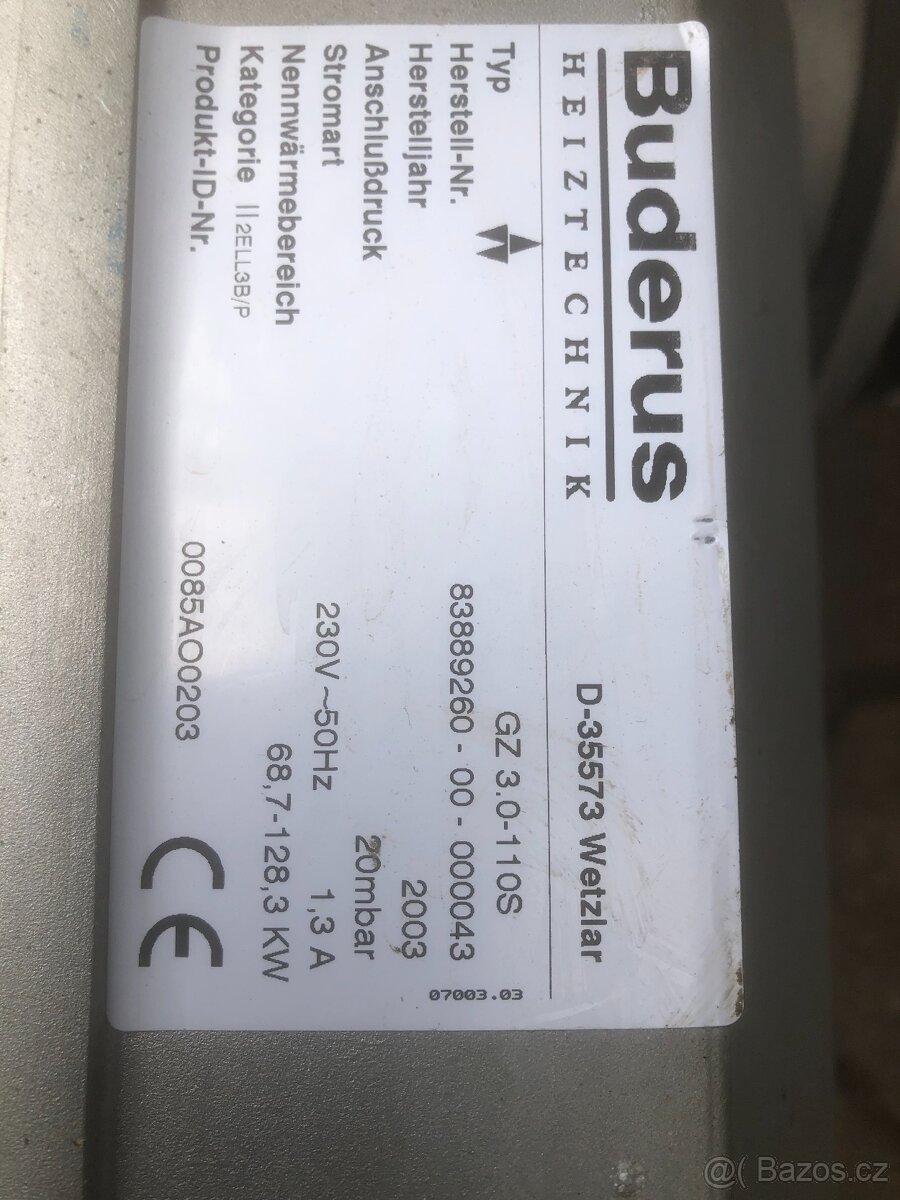 Buderus
HEIZTECHNIK D-35573 Wetzlar
Typ GZ 3.0-110S
Herstell-Nr. 83889260 - 00 - 000043
Herstelljahr 2003
Anschlußdruck 20mbar
Stromart 230V ~50Hz 1,3 A
Nennwärmebereich 68,7-128,3 KW
Kategorie II2ELL3B/P
Produkt-ID-Nr. 0085AO0203
CE
07003.03
@( Bazos.cz